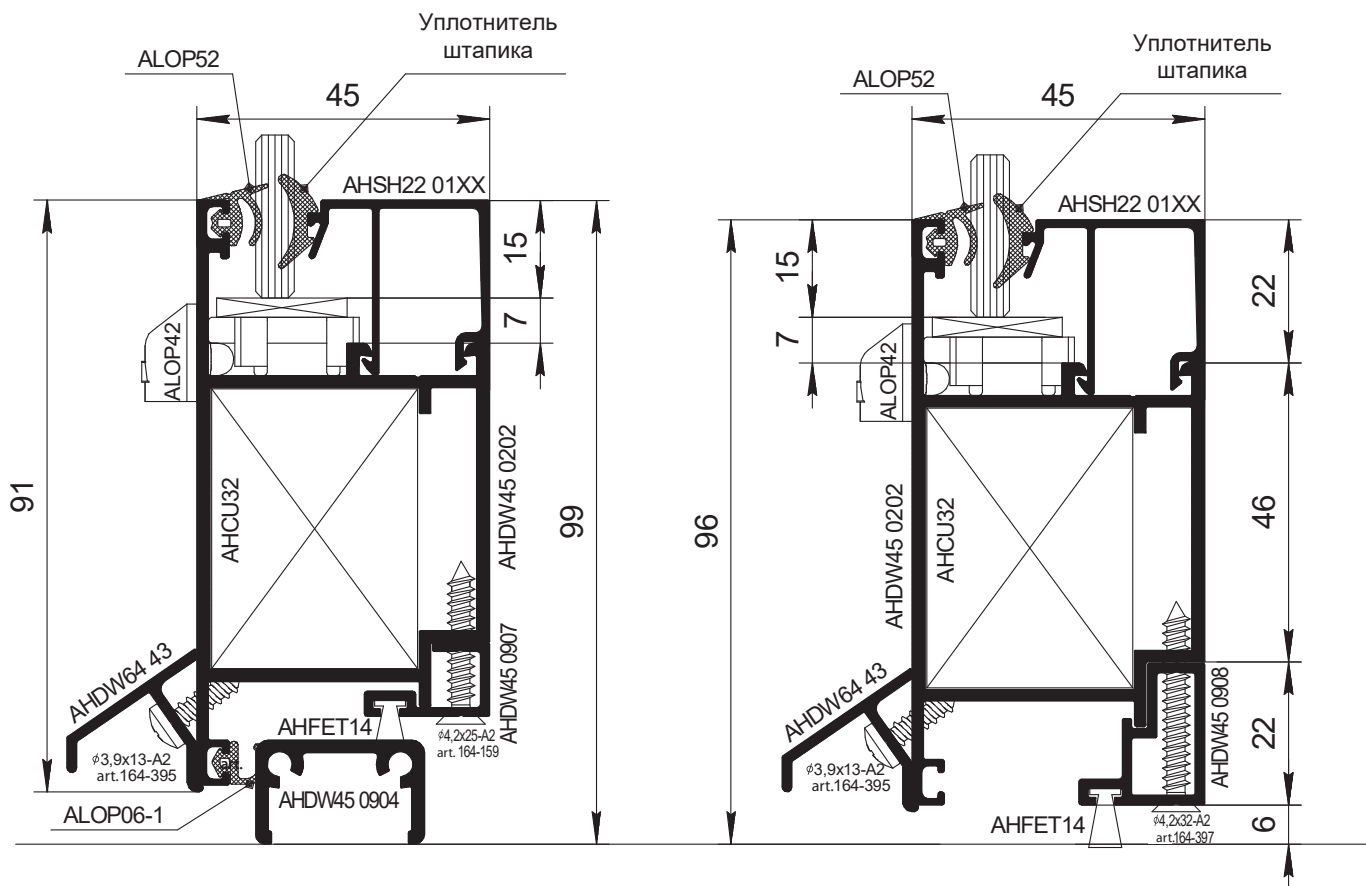 Уплотнитель
штапика
ALOP52
45
AHSH22 01XX
15
7
ALOP42
91
AHCU32
AHDW45 0202
99
AHDW64 43
AHDW45 0907
AHFET14
ϕ4,2x25-A2
art. 164-159
ϕ3,9x13-A2
art.164-395
art.
AHDW45 0904
ALOP06-1
Уплотнитель
штапика
ALOP52
45
AHSH22 01XX
15
7
22
ALOP42
96
AHDW45 0202
AHCU32
46
AHDW64 43
AHDW45 0908
22
ϕ3,9x13-A2
art.164-395
AHFET14
ϕ4,2x32-A2
art.164-397
6